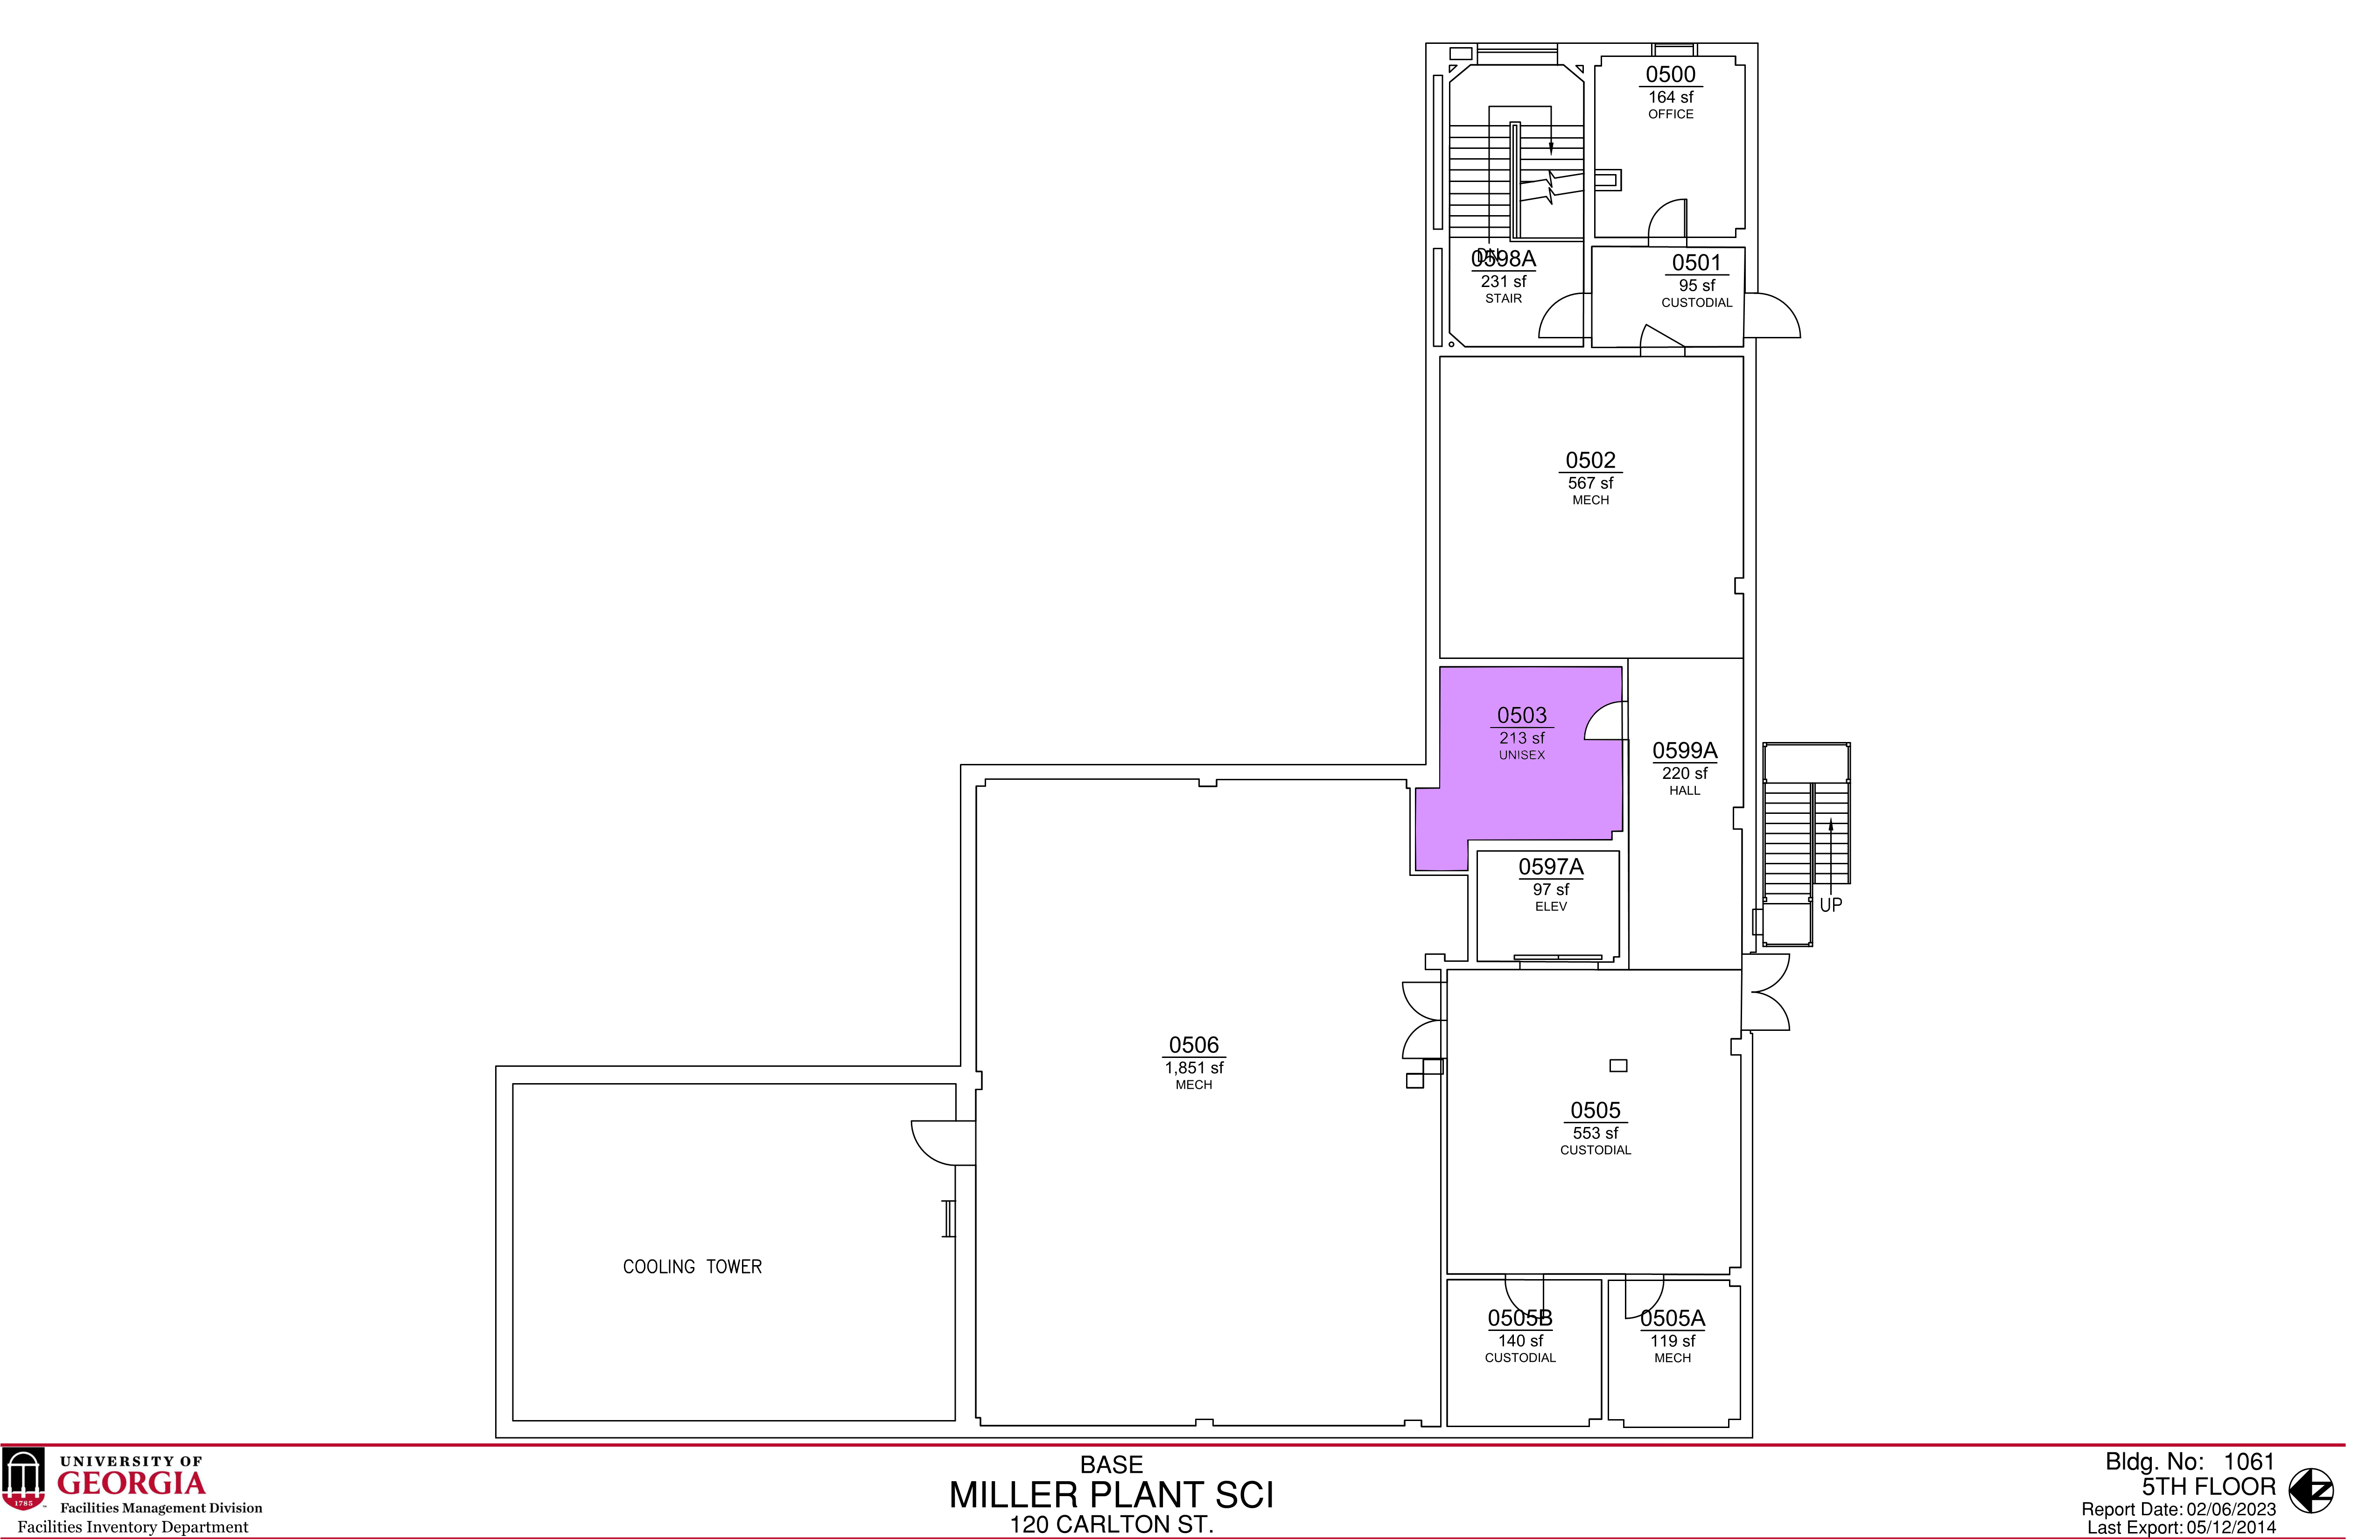 0500
164 sf
OFFICE
DN
0598A
231 sf
STAIR
0501
95 sf
CUSTODIAL
0502
567 sf
MECH
0503
213 sf
UNISEX
0599A
220 sf
HALL
0597A
97 sf
ELEV
UP
0506
1,851 sf
MECH
0505
553 sf
CUSTODIAL
COOLING TOWER
0505B
140 sf
CUSTODIAL
0505A
119 sf
MECH
1785
UNIVERSITY OF
GEORGIA
Facilities Management Division
Facilities Inventory Department
BASE
MILLER PLANT SCI
120 CARLTON ST.
Bldg. No: 1061
5TH FLOOR
Report Date: 02/06/2023
Last Export: 05/12/2014
N